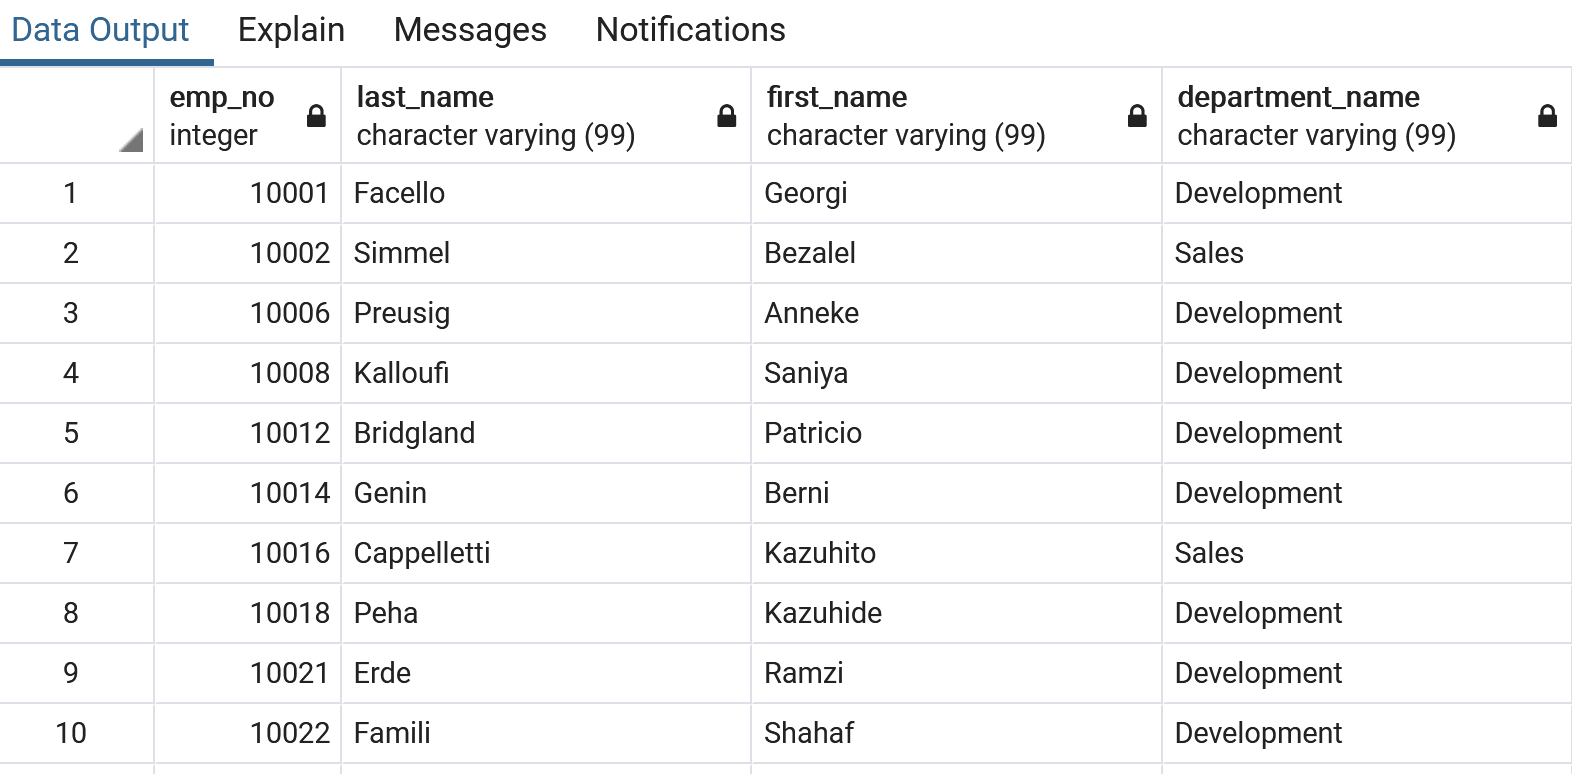 Data Output Explain Messages Notifications
emp_no last_name first_name department_name
integer character varying (99) character varying (99) character varying (99)
1 10001 Facello Georgi Development
2 10002 Simmel Bezalel Sales
3 10006 Preusig Anneke Development
4 10008 Kalloufi Saniya Development
5 10012 Bridgland Patricio Development
6 10014 Genin Berni Development
7 10016 Cappelletti Kazuhito Sales
8 10018 Peha Kazuhide Development
9 10021 Erde Ramzi Development
10 10022 Famili Shahaf Development